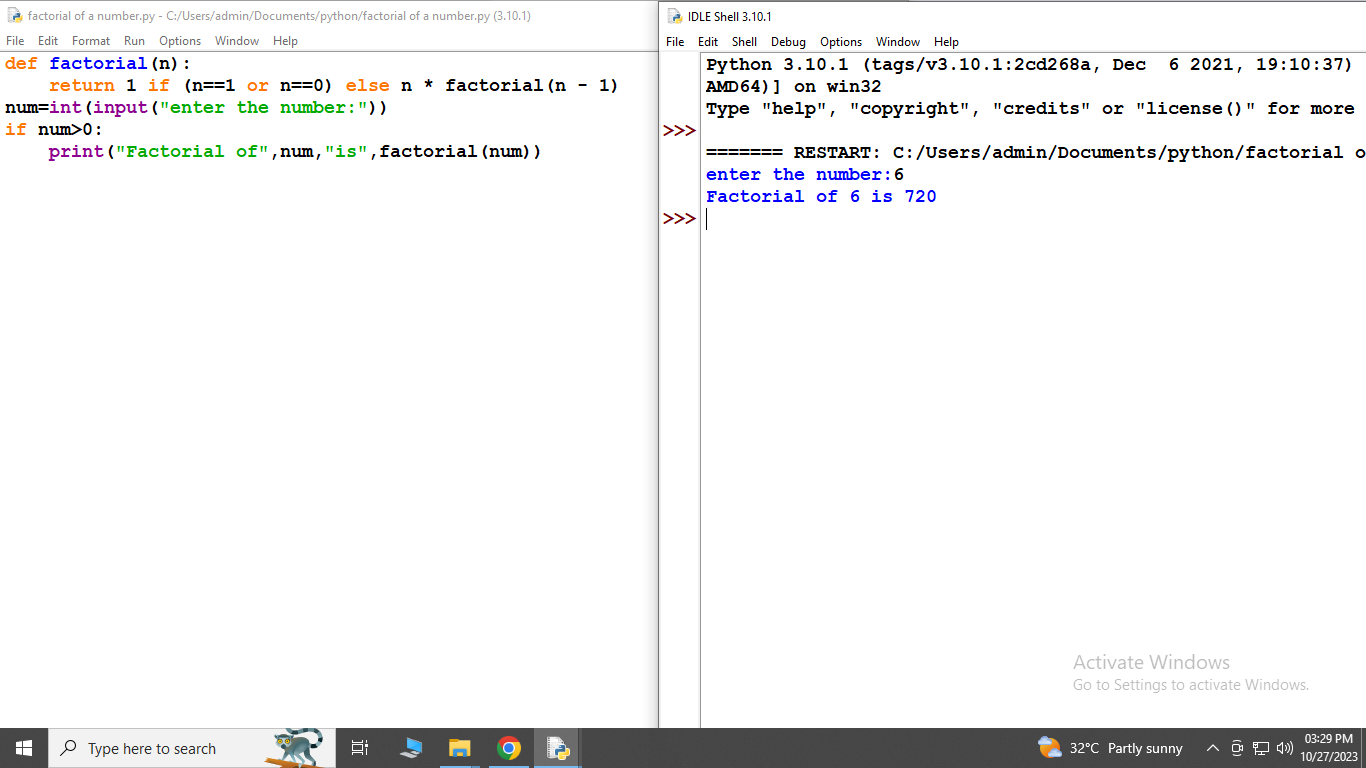 factorial of a number.py - C:/Users/admin/Documents/python/factorial of a number.py (3.10.1)
File Edit Format Run Options Window Help
def factorial(n):
    return 1 if (n==1 or n==0) else n * factorial(n - 1)
num=int(input("enter the number:"))
if num>0:
    print("Factorial of",num,"is",factorial(num))
IDLE Shell 3.10.1
File Edit Shell Debug Options Window Help
Python 3.10.1 (tags/v3.10.1:2cd268a, Dec  6 2021, 19:10:37)
AMD64)] on win32
Type "help", "copyright", "credits" or "license()" for more
>>>
======= RESTART: C:/Users/admin/Documents/python/factorial o
enter the number:6
Factorial of 6 is 720
>>>
Activate Windows
Go to Settings to activate Windows.
Type here to search
32°C Partly sunny
03:29 PM
10/27/2023